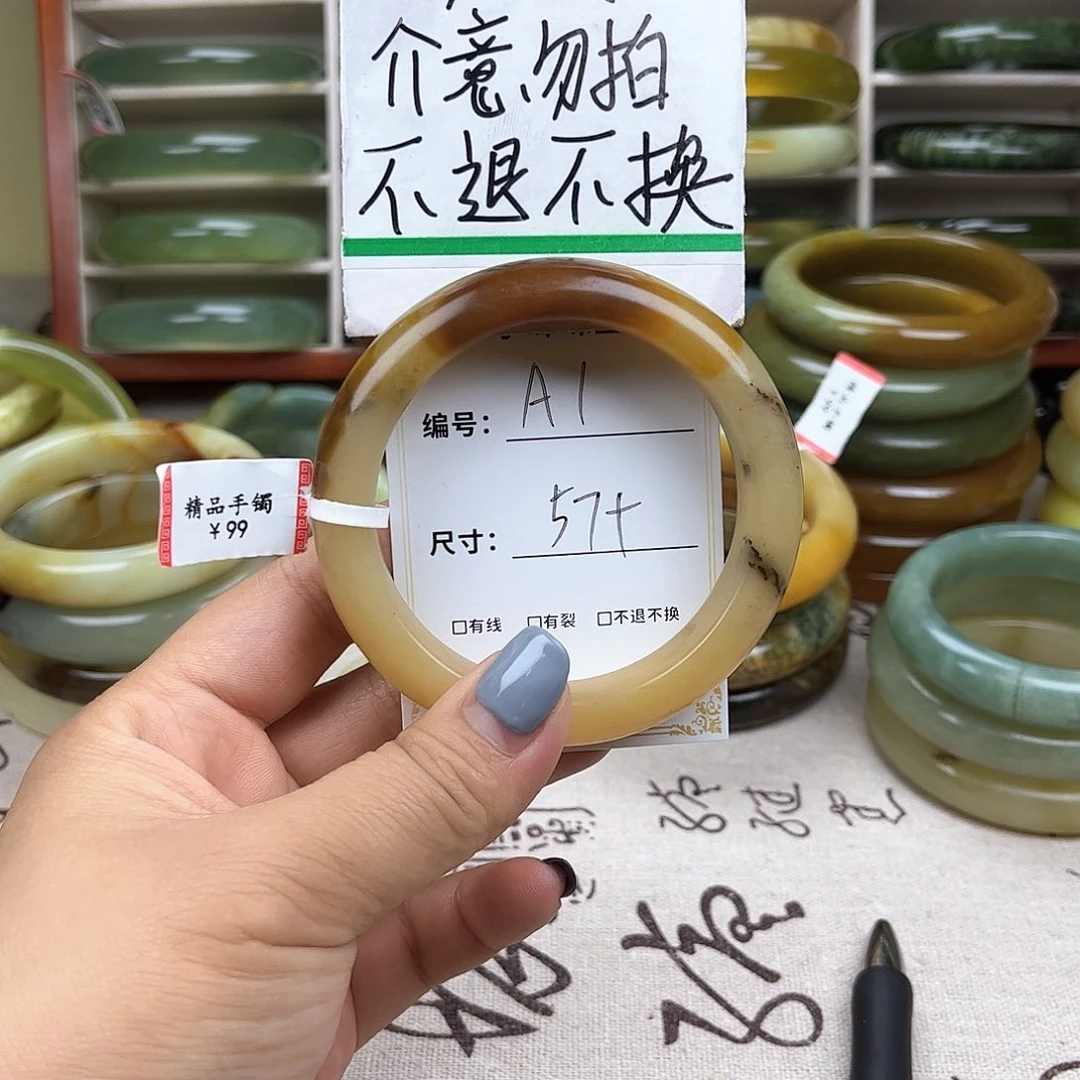 介意勿拍
不退不换
编号： A1
尺寸： 57+
□有线 □有裂 □不退不换
精品手镯
￥99